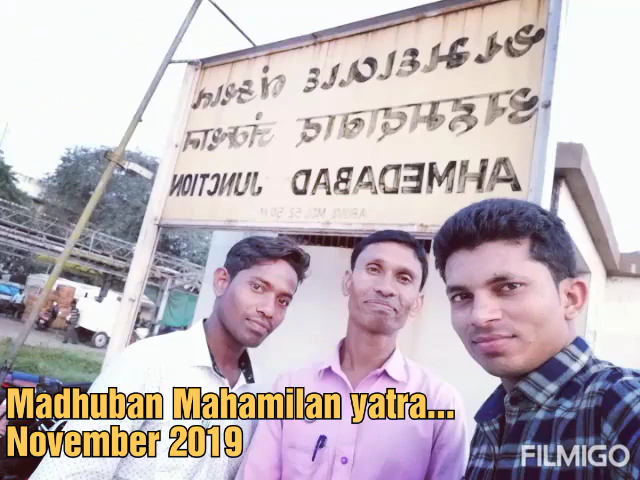 અમદાવાદ જંકશન
अहमदाबाद जंक्शन
AHMEDABAD JUNCTION
Madhuban Mahamilan yatra...
November 2019
FILMIGO